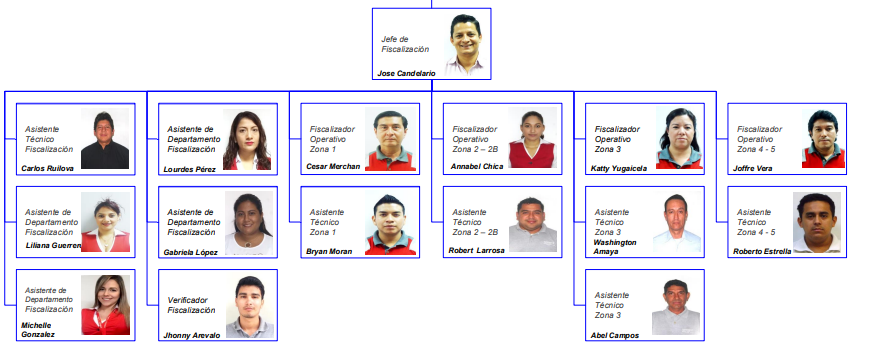 Jefe de
Fiscalización
Jose Candelario
Asistente
Técnico
Fiscalización
Carlos Ruilova
Asistente de
Departamento
Fiscalización
Lourdes Pérez
Fiscalizador
Operativo
Zona 1
Cesar Merchan
Fiscalizador
Operativo
Zona 2 – 2B
Annabel Chica
Fiscalizador
Operativo
Zona 3
Katty Yugaicela
Fiscalizador
Operativo
Zona 4 - 5
Joffre Vera
Asistente de
Departamento
Fiscalización
Liliana Guerrero
Asistente de
Departamento
Fiscalización
Gabriela López
Asistente
Técnico
Zona 1
Bryan Moran
Asistente
Técnico
Zona 2 – 2B
Robert Larrosa
Asistente
Técnico
Zona 3
Washington
Amaya
Asistente
Técnico
Zona 4 - 5
Roberto Estrella
Asistente de
Departamento
Fiscalización
Michelle
Gonzalez
Verificador
Fiscalización
Jhonny Arevalo
Asistente
Técnico
Zona 3
Abel Campos